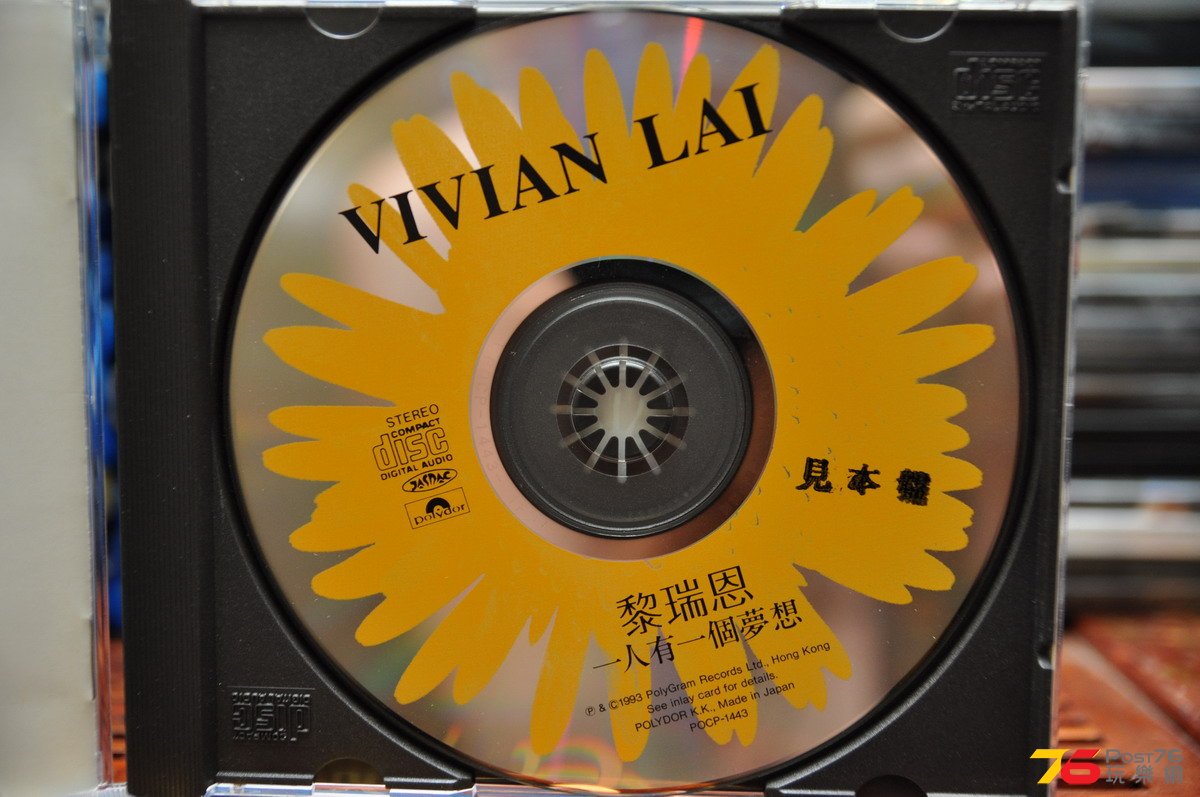 VIVIAN LAI
STEREO
COMPACT
disc
DIGITAL AUDIO
JASRAC
Polydor
見本盤
黎瑞恩
一人有一個夢想
Ⓟ & ©1993 PolyGram Records Ltd., Hong Kong
See inlay card for details.
POLYDOR K.K., Made in Japan
POCP-1443
COMPACT
disc
76 POST76
玩樂網